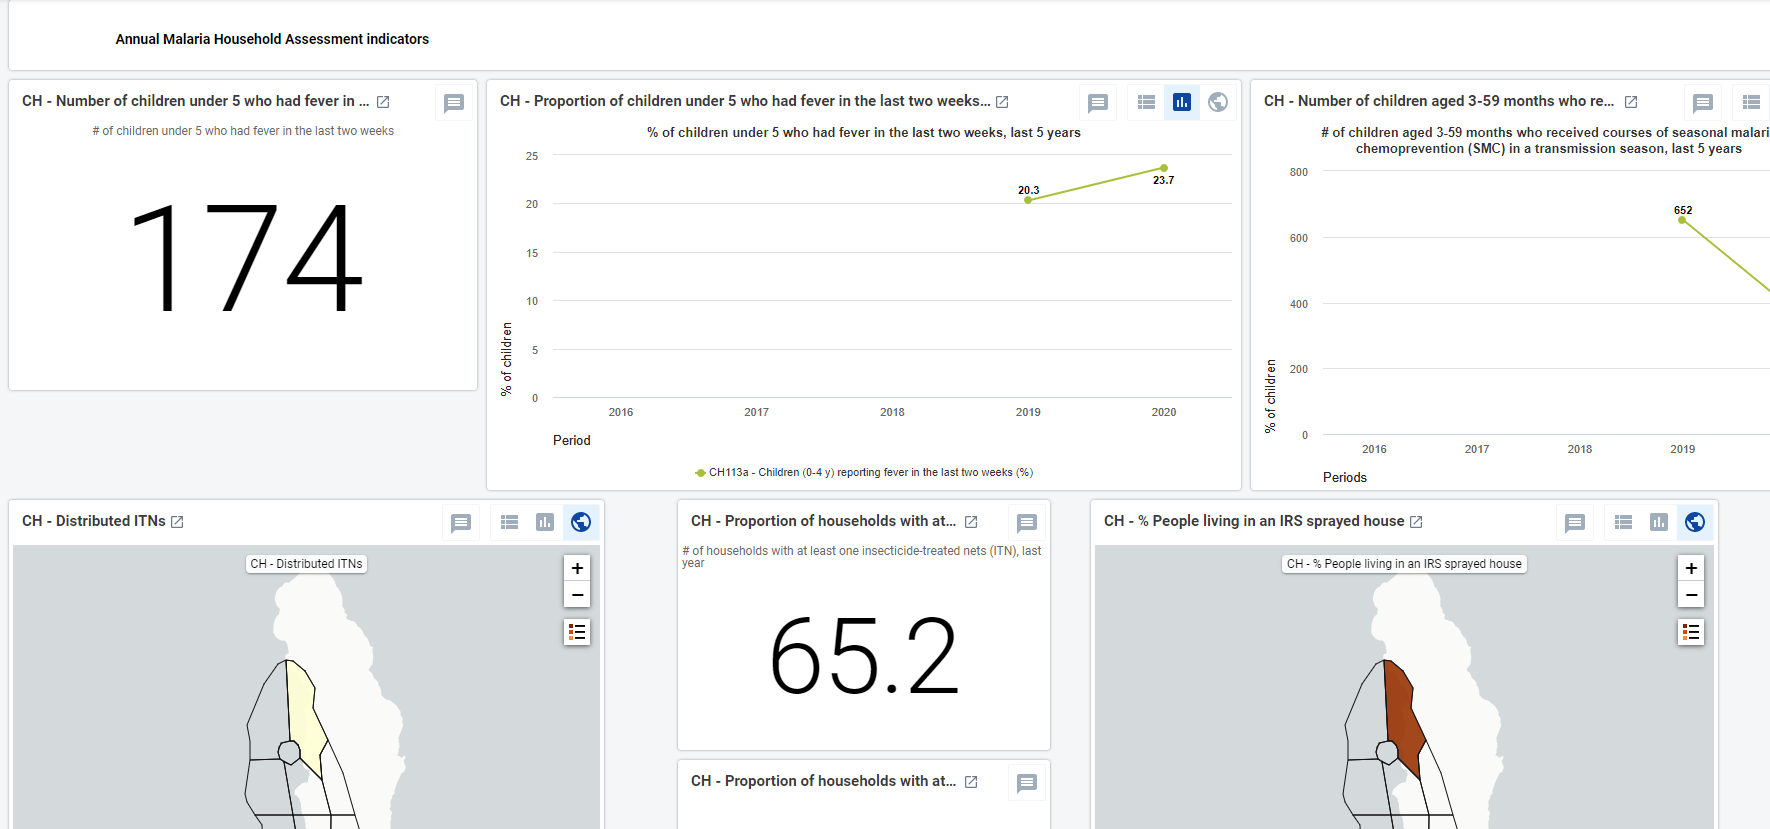 Annual Malaria Household Assessment indicators
CH - Number of children under 5 who had fever in ...
# of children under 5 who had fever in the last two weeks
174
CH - Proportion of children under 5 who had fever in the last two weeks...
% of children under 5 who had fever in the last two weeks, last 5 years
25
20
15
10
5
0
% of children
20.3
23.7
2016 2017 2018 2019 2020
Period
CH113a - Children (0-4 y) reporting fever in the last two weeks (%)
CH - Number of children aged 3-59 months who re...
# of children aged 3-59 months who received courses of seasonal malari
chemoprevention (SMC) in a transmission season, last 5 years
800
600
400
200
0
% of children
652
2016 2017 2018 2019
Periods
CH - Distributed ITNs
CH - Distributed ITNs
+
−
CH - Proportion of households with at...
# of households with at least one insecticide-treated nets (ITN), last
year
65.2
CH - Proportion of households with at...
CH - % People living in an IRS sprayed house
CH - % People living in an IRS sprayed house
+
−